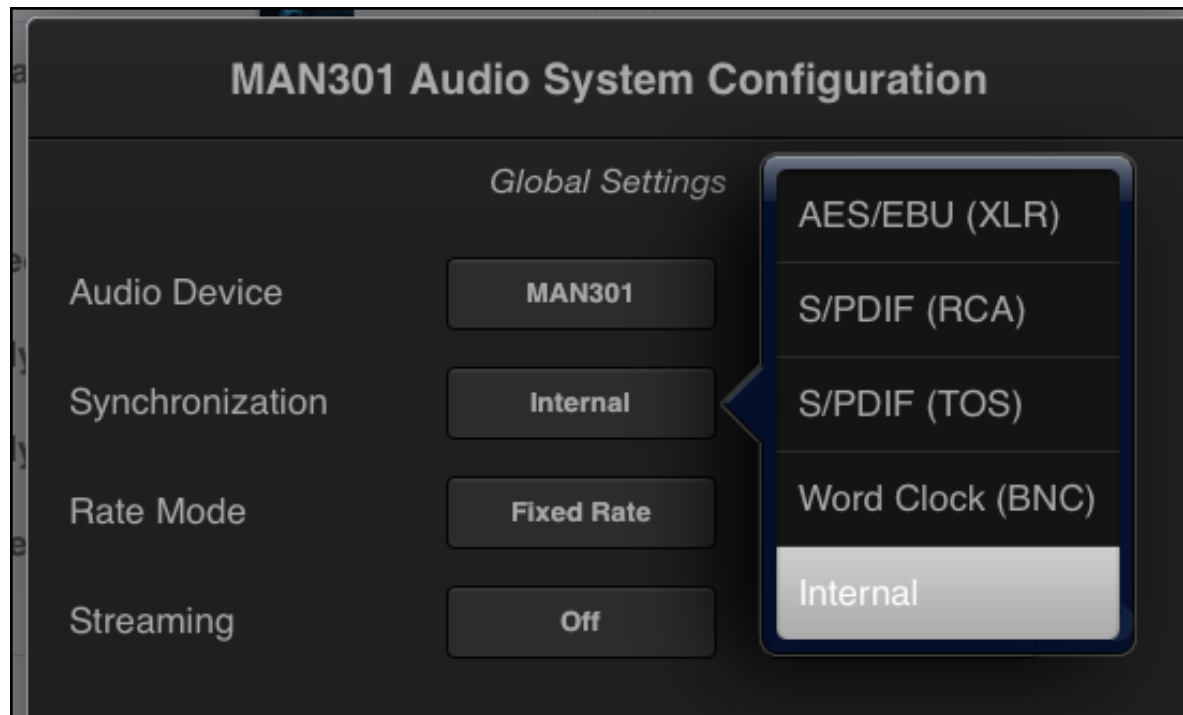 MAN301 Audio System Configuration
Global Settings
Audio Device
MAN301
Synchronization
Internal
Rate Mode
Fixed Rate
Streaming
Off
AES/EBU (XLR)
S/PDIF (RCA)
S/PDIF (TOS)
Word Clock (BNC)
Internal